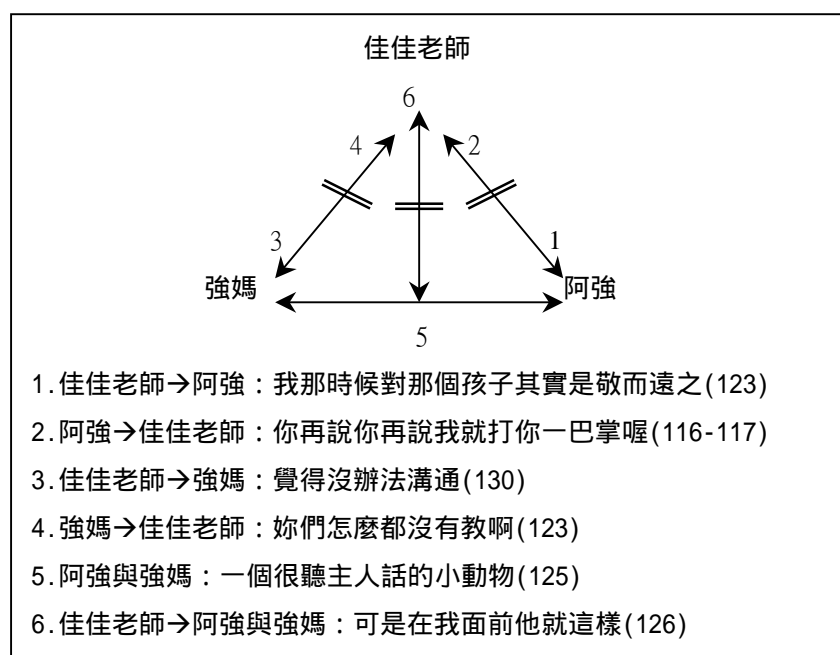 佳佳老師
6
4 2
3 1
強媽 阿強
5
1.佳佳老師→阿強：我那時候對那個孩子其實是敬而遠之(123)
2.阿強→佳佳老師：你再說你再說我就打你一巴掌喔(116-117)
3.佳佳老師→強媽：覺得沒辦法溝通(130)
4.強媽→佳佳老師：妳們怎麼都沒有教啊(123)
5.阿強與強媽：一個很聽主人話的小動物(125)
6.佳佳老師→阿強與強媽：可是在我面前他就這樣(126)